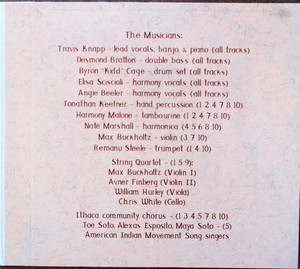 The Musicians:
Travis Knapp - lead vocals, banjo & piano (all tracks)
Desmond Bratton - double bass (all tracks)
Byron "Kidd" Cage - drum set (all tracks)
Elisa Sciscioli - harmony vocals (all tracks)
Angie Beeler - harmony vocals (all tracks)
Jonathan Keefner - hand percussion (1 2 4 7 8 10)
Harmony Malone - tambourine (1 2 4 7 8 10)
Nate Marshall - harmonica (4 5 6 8 10)
Max Buckholtz - violin (3 7 10)
Remanu Steele - trumpet (1 4 10)
String Quartet - (1 5 9):
Max Buckholtz (Violin I)
Avner Finberg (Violin II)
William Hurley (Viola)
Chris White (Cello)
Ithaca community chorus - (1 3 4 5 7 8 10)
Joe Soto, Alexas Esposito, Maya Soto - (5)
American Indian Movement Song singers